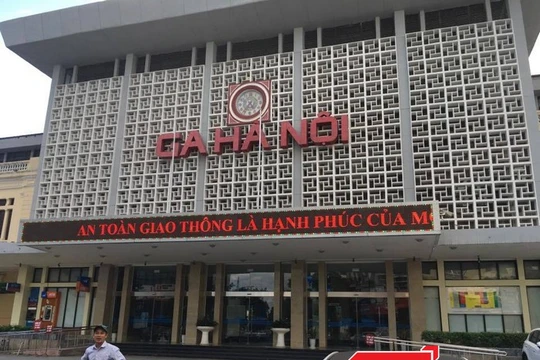 GA HÀ NỘI
AN TOÀN GIAO THÔNG LÀ HẠNH PHÚC CỦA